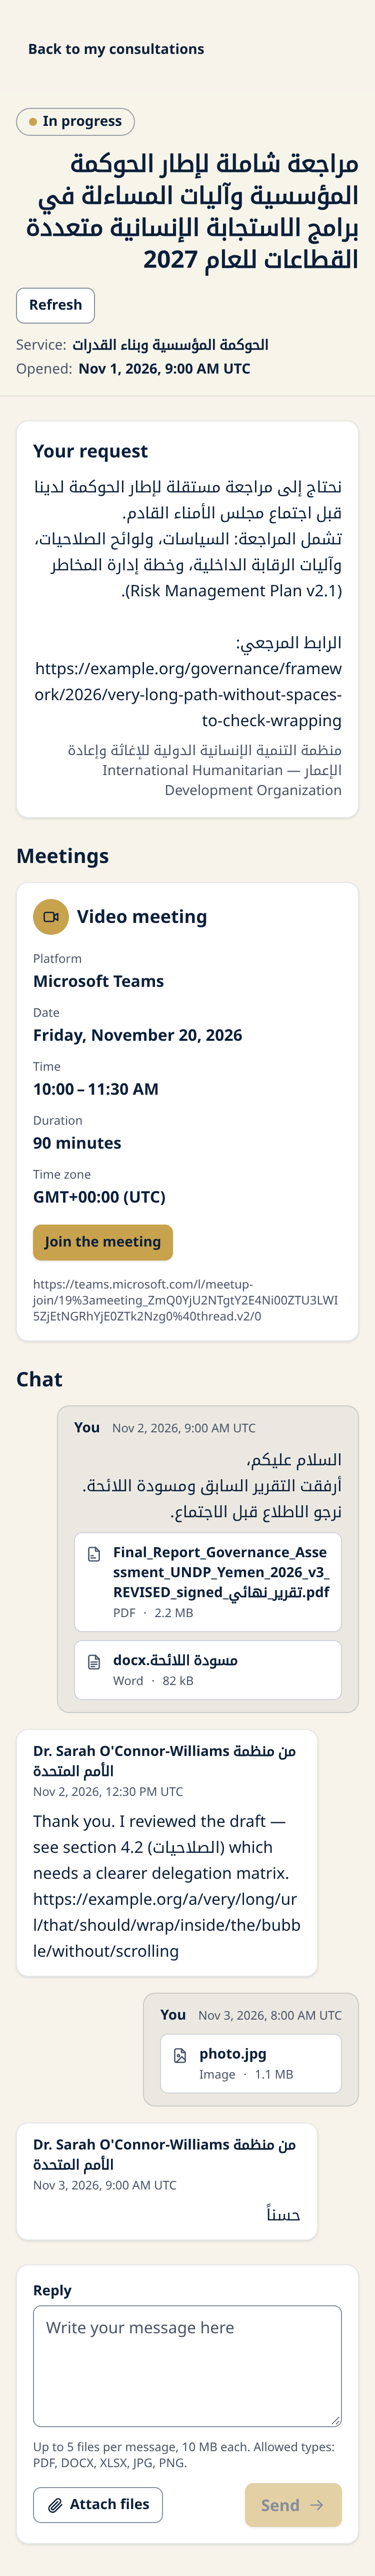 Back to my consultations
In progress
مراجعة شاملة لإطار الحوكمة
المؤسسية وآليات المساءلة في
برامج الاستجابة الإنسانية متعددة
القطاعات للعام 2027
Refresh
Service: الحوكمة المؤسسية وبناء القدرات
Opened: Nov 1, 2026, 9:00 AM UTC
Your request
نحتاج إلى مراجعة مستقلة لإطار الحوكمة لدينا
قبل اجتماع مجلس الأمناء القادم.
تشمل المراجعة: السياسات، ولوائح الصلاحيات،
وآليات الرقابة الداخلية، وخطة إدارة المخاطر
(Risk Management Plan v2.1).
الرابط المرجعي:
https://example.org/governance/framew
ork/2026/very-long-path-without-spaces-
to-check-wrapping
منظمة التنمية الإنسانية الدولية للإغاثة وإعادة
الإعمار — International Humanitarian
Development Organization
Meetings
Video meeting
Platform
Microsoft Teams
Date
Friday, November 20, 2026
Time
10:00 – 11:30 AM
Duration
90 minutes
Time zone
GMT+00:00 (UTC)
Join the meeting
https://teams.microsoft.com/l/meetup-
join/19%3ameeting_ZmQ0YjU2NTgtY2E4Ni00ZTU3LWI
5ZjEtNGRhYjE0ZTk2Nzg0%40thread.v2/0
Chat
You Nov 2, 2026, 9:00 AM UTC
السلام عليكم،
أرفقت التقرير السابق ومسودة اللائحة.
نرجو الاطلاع قبل الاجتماع.
Final_Report_Governance_Asse
ssment_UNDP_Yemen_2026_v3_
REVISED_signed_تقرير_نهائي.pdf
PDF · 2.2 MB
مسودة اللائحة.docx
Word · 82 kB
Dr. Sarah O'Connor-Williams من منظمة
الأمم المتحدة
Nov 2, 2026, 12:30 PM UTC
Thank you. I reviewed the draft —
see section 4.2 (الصلاحيات) which
needs a clearer delegation matrix.
https://example.org/a/very/long/ur
l/that/should/wrap/inside/the/bubb
le/without/scrolling
You Nov 3, 2026, 8:00 AM UTC
photo.jpg
Image · 1.1 MB
Dr. Sarah O'Connor-Williams من منظمة
الأمم المتحدة
Nov 3, 2026, 9:00 AM UTC
حسناً
Reply
Write your message here
Up to 5 files per message, 10 MB each. Allowed types:
PDF, DOCX, XLSX, JPG, PNG.
Attach files
Send →